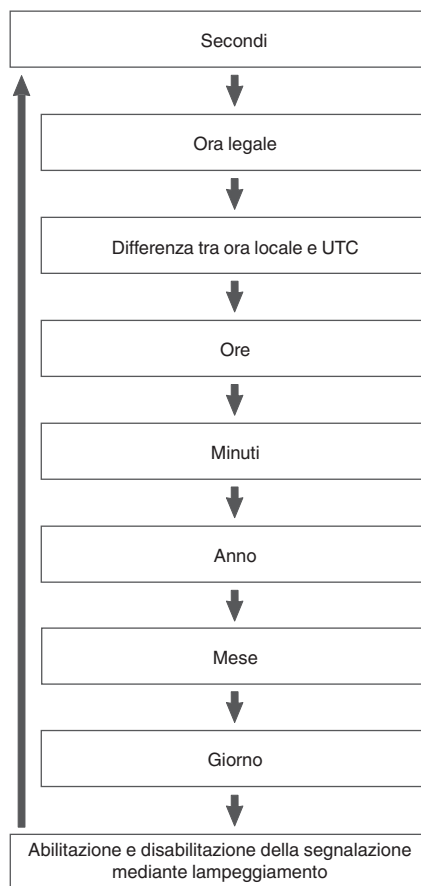 Secondi
Ora legale
Differenza tra ora locale e UTC
Ore
Minuti
Anno
Mese
Giorno
Abilitazione e disabilitazione della segnalazione
mediante lampeggiamento